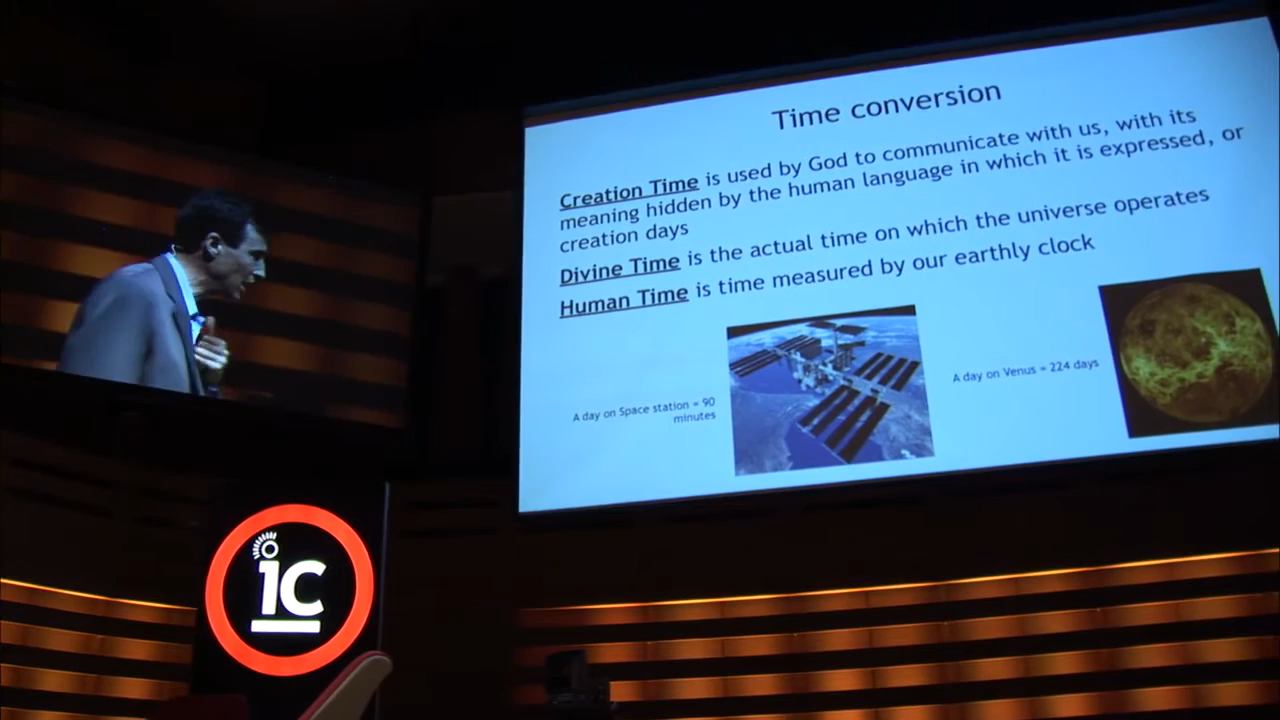 Time conversion
Creation Time is used by God to communicate with us, with its
meaning hidden by the human language in which it is expressed, or
creation days
Divine Time is the actual time on which the universe operates
Human Time is time measured by our earthly clock
A day on Space station = 90
minutes
A day on Venus = 224 days
ic